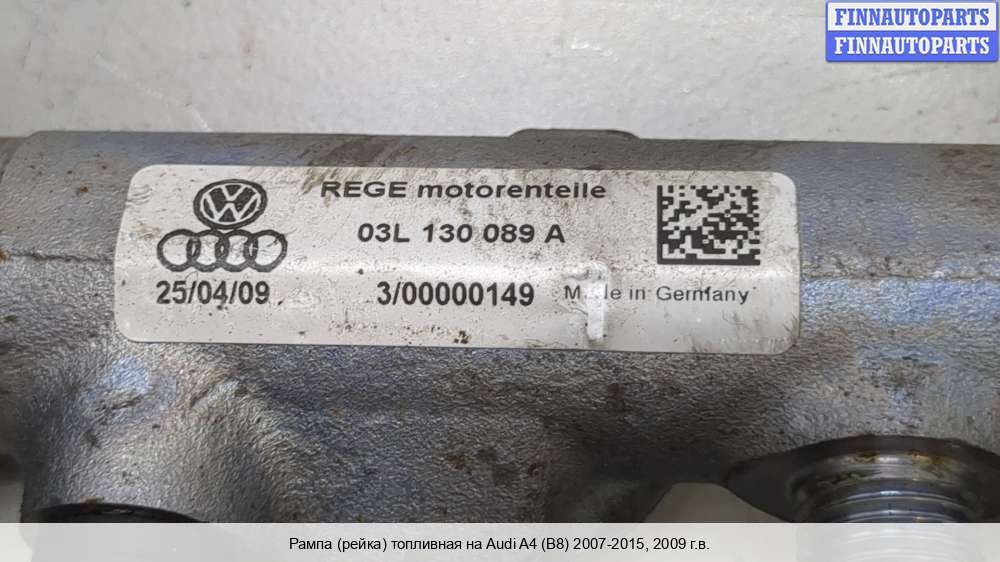 FINNAUTOPARTS
FINNAUTOPARTS
REGE motorenteile
03L 130 089 A
25/04/09 3/00000149 in Germany
Рампа (рейка) топливная на Audi A4 (B8) 2007-2015, 2009 г.в.